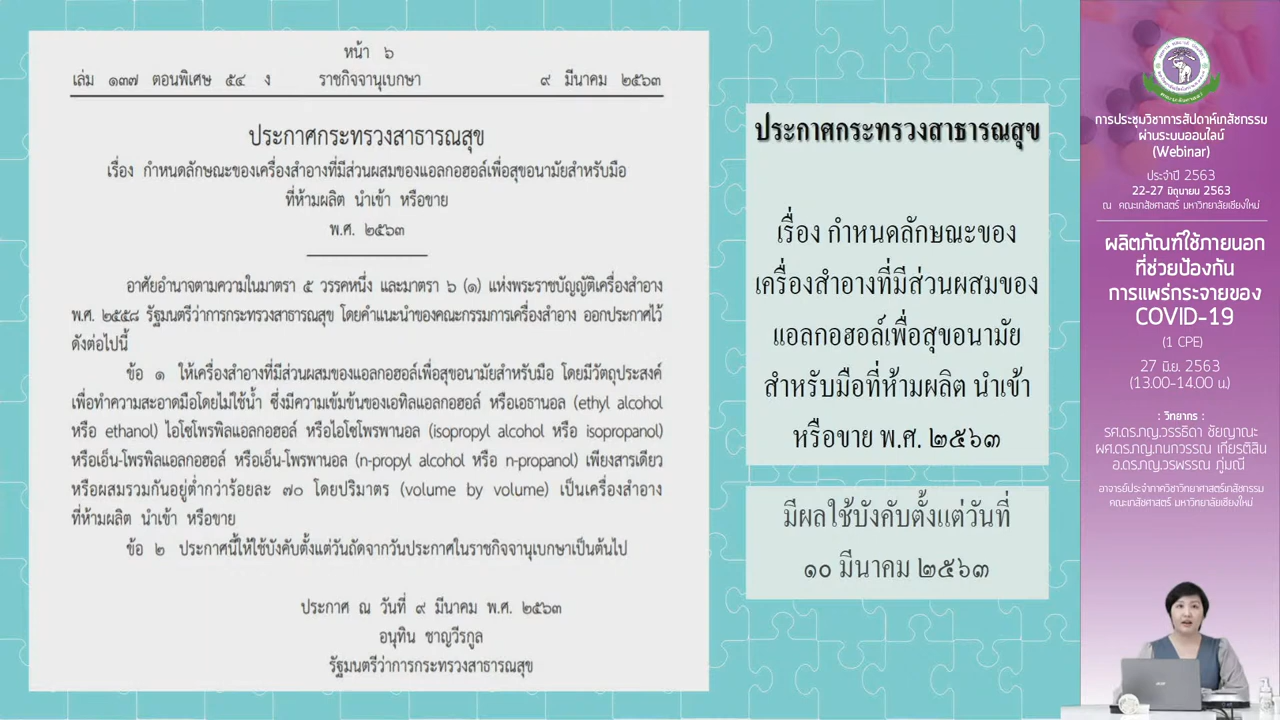 หน้า ๖
เล่ม ๑๓๗ ตอนพิเศษ ๕๔ ง ราชกิจจานุเบกษา ๙ มีนาคม ๒๕๖๓
ประกาศกระทรวงสาธารณสุข
เรื่อง กำหนดลักษณะของเครื่องสำอางที่มีส่วนผสมของแอลกอฮอล์เพื่อสุขอนามัยสำหรับมือ
ที่ห้ามผลิต นำเข้า หรือขาย
พ.ศ. ๒๕๖๓
อาศัยอำนาจตามความในมาตรา ๕ วรรคหนึ่ง และมาตรา ๖ (๑) แห่งพระราชบัญญัติเครื่องสำอาง
พ.ศ. ๒๕๕๘ รัฐมนตรีว่าการกระทรวงสาธารณสุข โดยคำแนะนำของคณะกรรมการเครื่องสำอาง ออกประกาศไว้
ดังต่อไปนี้
ข้อ ๑ ให้เครื่องสำอางที่มีส่วนผสมของแอลกอฮอล์เพื่อสุขอนามัยสำหรับมือ โดยมีวัตถุประสงค์
เพื่อทำความสะอาดมือโดยไม่ใช้น้ำ ซึ่งมีความเข้มข้นของเอทิลแอลกอฮอล์ หรือเอธานอล (ethyl alcohol
หรือ ethanol) ไอโซโพรพิลแอลกอฮอล์ หรือไอโซโพรพานอล (isopropyl alcohol หรือ isopropanol)
หรือเอ็น-โพรพิลแอลกอฮอล์ หรือเอ็น-โพรพานอล (n-propyl alcohol หรือ n-propanol) เพียงสารเดียว
หรือผสมรวมกันอยู่ต่ำกว่าร้อยละ ๗๐ โดยปริมาตร (volume by volume) เป็นเครื่องสำอาง
ที่ห้ามผลิต นำเข้า หรือขาย
ข้อ ๒ ประกาศนี้ให้ใช้บังคับตั้งแต่วันถัดจากวันประกาศในราชกิจจานุเบกษาเป็นต้นไป
ประกาศ ณ วันที่ ๙ มีนาคม พ.ศ. ๒๕๖๓
อนุทิน ชาญวีรกูล
รัฐมนตรีว่าการกระทรวงสาธารณสุข
ประกาศกระทรวงสาธารณสุข
เรื่อง กำหนดลักษณะของ
เครื่องสำอางที่มีส่วนผสมของ
แอลกอฮอล์เพื่อสุขอนามัย
สำหรับมือที่ห้ามผลิต นำเข้า
หรือขาย พ.ศ. ๒๕๖๓
มีผลใช้บังคับตั้งแต่วันที่
๑๐ มีนาคม ๒๕๖๓
การประชุมวิชาการสัปดาห์เภสัชกรรม
ผ่านระบบออนไลน์
(Webinar)
ประจำปี 2563
22-27 มิถุนายน 2563
ณ คณะเภสัชศาสตร์ มหาวิทยาลัยเชียงใหม่
ผลิตภัณฑ์ใช้ภายนอก
ที่ช่วยป้องกัน
การแพร่กระจายของ
COVID-19
(1 CPE)
27 มิ.ย. 2563
(13.00-14.00 น.)
: วิทยากร :
รศ.ดร.ภญ.วรรธิดา ชัยญาณะ
ผศ.ดร.ภญ.กนกวรรณ เกียรติสิน
อ.ดร.ภญ.วรพรรณ ภู่มณี
อาจารย์ประจำภาควิชาวิทยาศาสตร์เภสัชกรรม
คณะเภสัชศาสตร์ มหาวิทยาลัยเชียงใหม่